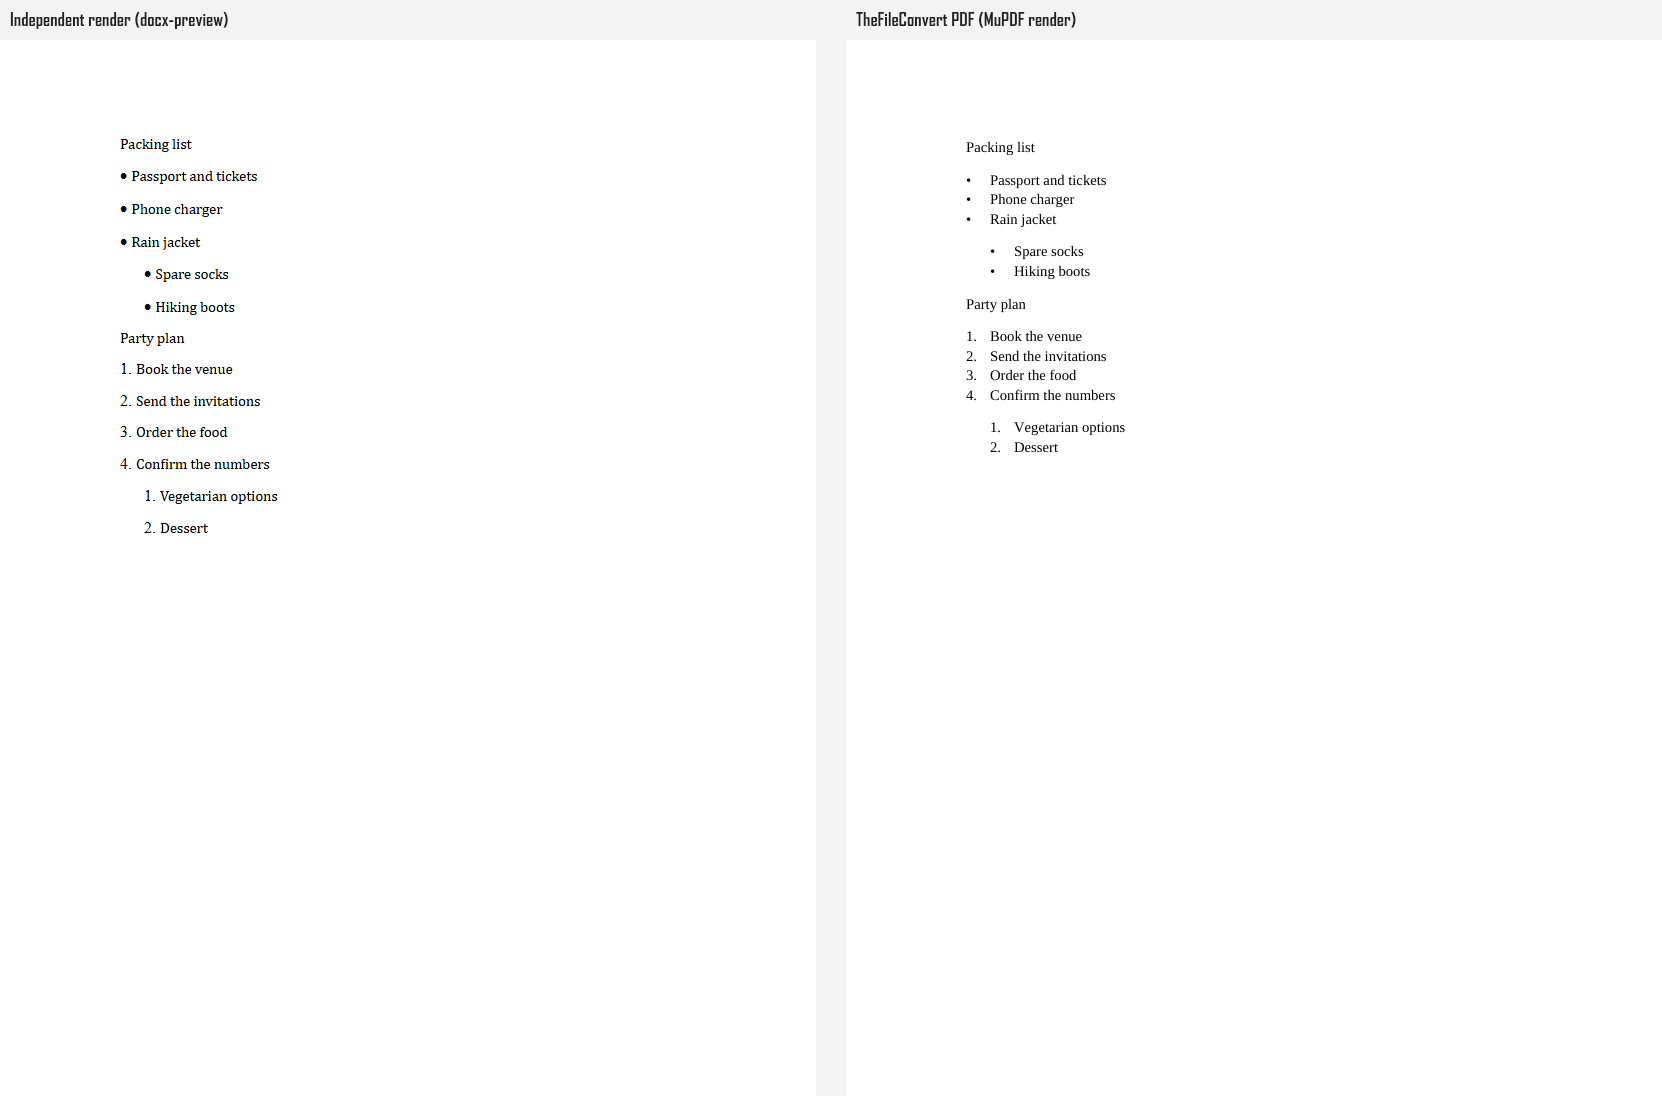 Independent render (docx-preview)
Packing list
• Passport and tickets
• Phone charger
• Rain jacket
• Spare socks
• Hiking boots
Party plan
1. Book the venue
2. Send the invitations
3. Order the food
4. Confirm the numbers
1. Vegetarian options
2. Dessert
TheFileConvert PDF (MuPDF render)
Packing list
• Passport and tickets
• Phone charger
• Rain jacket
• Spare socks
• Hiking boots
Party plan
1. Book the venue
2. Send the invitations
3. Order the food
4. Confirm the numbers
1. Vegetarian options
2. Dessert